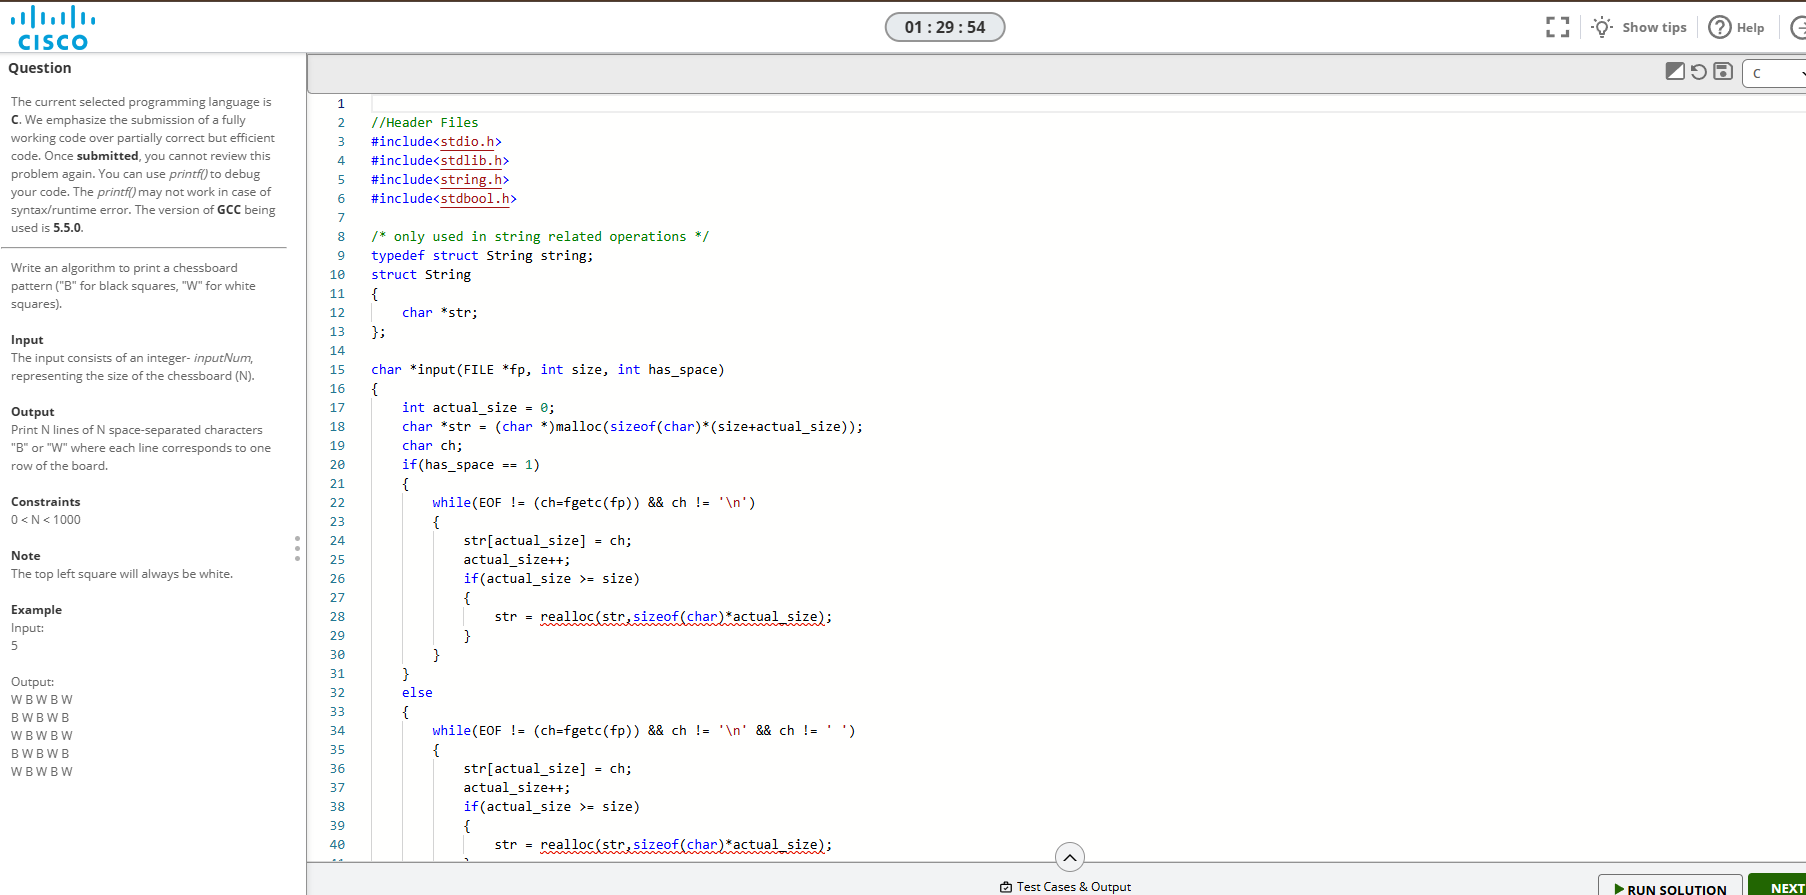 CISCO
01 : 29 : 54
Show tips
Help
Question
The current selected programming language is
C. We emphasize the submission of a fully
working code over partially correct but efficient
code. Once submitted, you cannot review this
problem again. You can use printf() to debug
your code. The printf() may not work in case of
syntax/runtime error. The version of GCC being
used is 5.5.0.
Write an algorithm to print a chessboard
pattern ("B" for black squares, "W" for white
squares).
Input
The input consists of an integer- inputNum,
representing the size of the chessboard (N).
Output
Print N lines of N space-separated characters
"B" or "W" where each line corresponds to one
row of the board.
Constraints
0 < N < 1000
Note
The top left square will always be white.
Example
Input:
5
Output:
W B W B W
B W B W B
W B W B W
B W B W B
W B W B W
C
1
2 //Header Files
3 #include<stdio.h>
4 #include<stdlib.h>
5 #include<string.h>
6 #include<stdbool.h>
7
8 /* only used in string related operations */
9 typedef struct String string;
10 struct String
11 {
12 char *str;
13 };
14
15 char *input(FILE *fp, int size, int has_space)
16 {
17 int actual_size = 0;
18 char *str = (char *)malloc(sizeof(char)*(size+actual_size));
19 char ch;
20 if(has_space == 1)
21 {
22 while(EOF != (ch=fgetc(fp)) && ch != '\n')
23 {
24 str[actual_size] = ch;
25 actual_size++;
26 if(actual_size >= size)
27 {
28 str = realloc(str,sizeof(char)*actual_size);
29 }
30 }
31 }
32 else
33 {
34 while(EOF != (ch=fgetc(fp)) && ch != '\n' && ch != ' ')
35 {
36 str[actual_size] = ch;
37 actual_size++;
38 if(actual_size >= size)
39 {
40 str = realloc(str,sizeof(char)*actual_size);
Test Cases & Output
RUN SOLUTION
NEXT